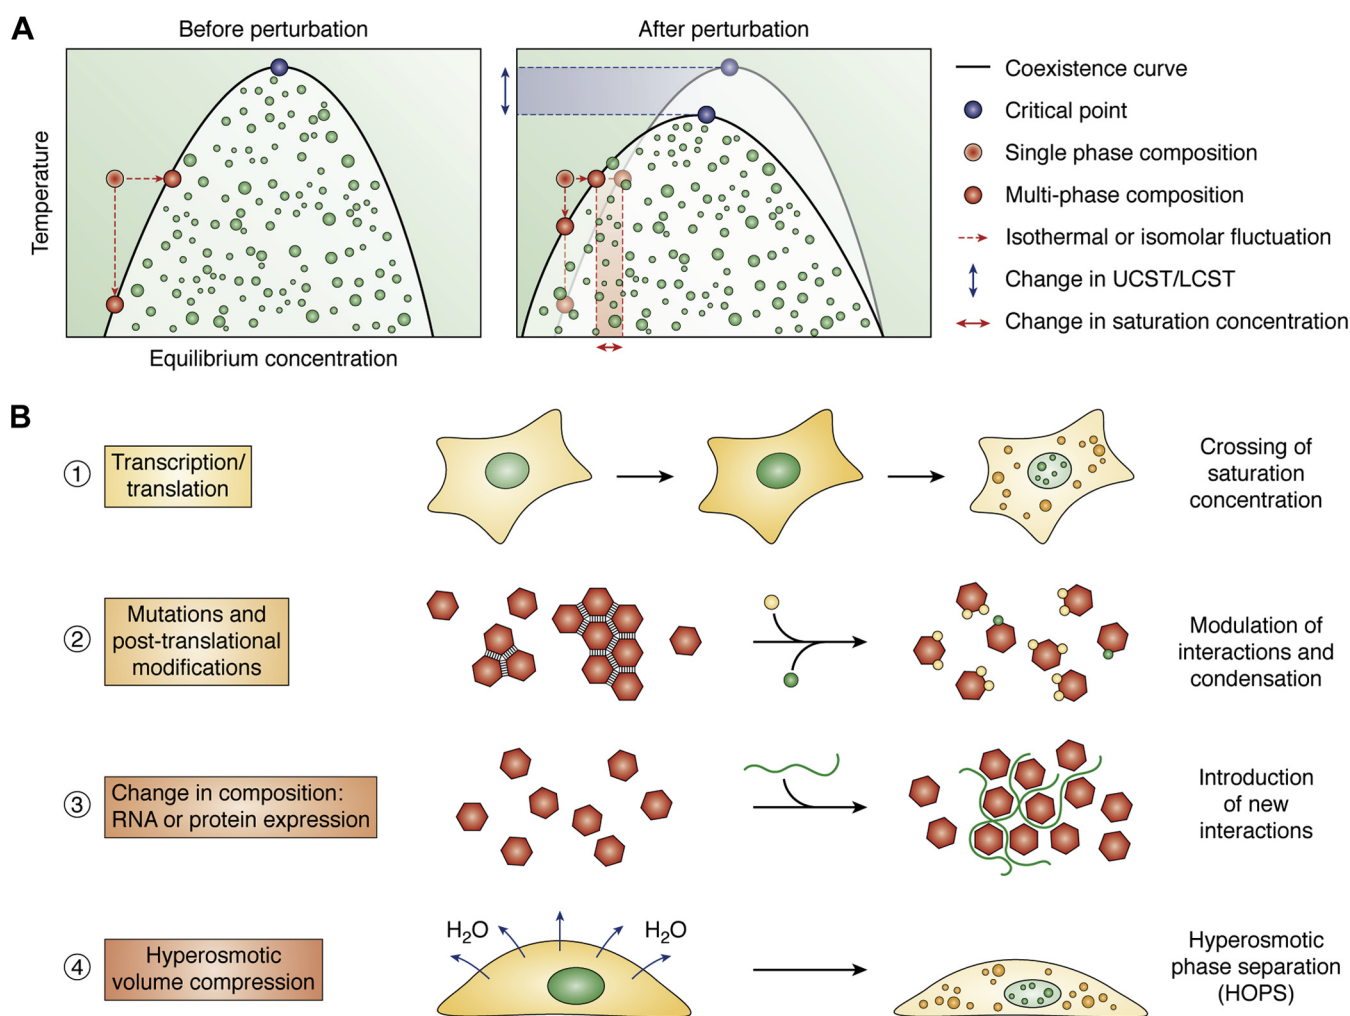 A
Before perturbation
After perturbation
Temperature
Equilibrium concentration
Coexistence curve
Critical point
Single phase composition
Multi-phase composition
Isothermal or isomolar fluctuation
Change in UCST/LCST
Change in saturation concentration
B
1
Transcription/
translation
Crossing of
saturation
concentration
2
Mutations and
post-translational
modifications
Modulation of
interactions and
condensation
3
Change in composition:
RNA or protein expression
Introduction
of new
interactions
4
Hyperosmotic
volume compression
H₂O
H₂O
Hyperosmotic
phase separation
(HOPS)